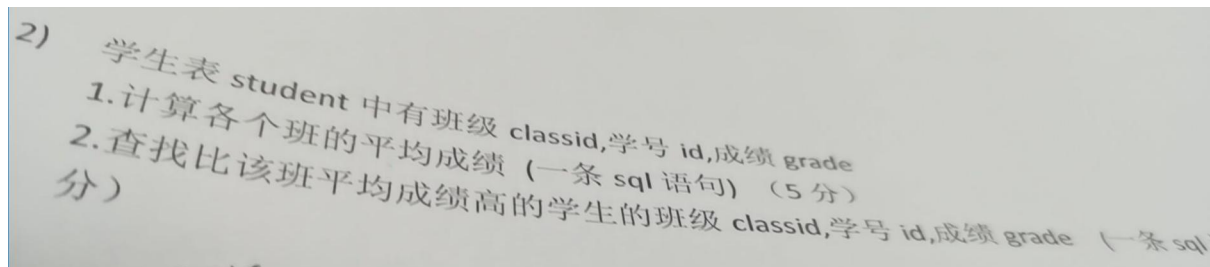 2)
学生表 student 中有班级 classid,学号 id,成绩 grade
1.计算各个班的平均成绩 (一条 sql 语句) （5 分）
2.查找比该班平均成绩高的学生的班级 classid,学号 id,成绩 grade （一条 sql
分）